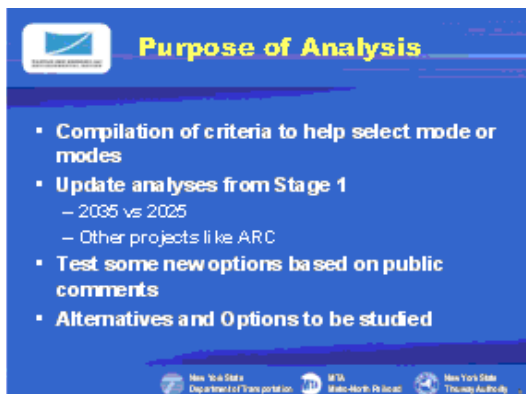 Purpose of Analysis
▪ Compilation of criteria to help select mode or
modes
▪ Update analyses from Stage 1
– 2035 vs 2025
– Other projects like ARC
▪ Test some new options based on public
comments
▪ Alternatives and Options to be studied
New York State
Department of Transportation
MTA
Metro-North Railroad
New York State
Thruway Authority